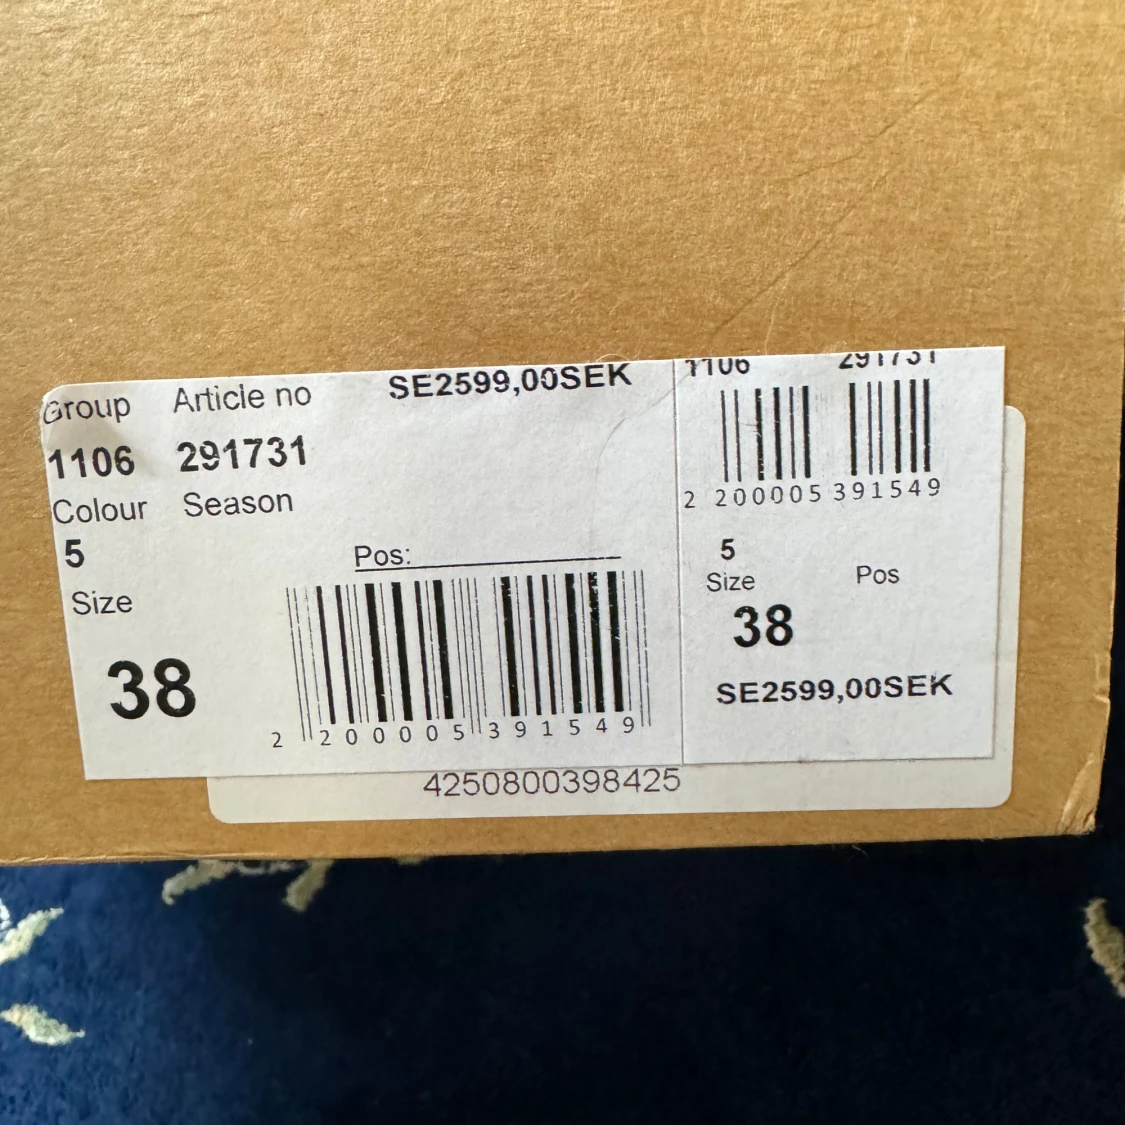 Group Article no SE2599,00SEK
1106 291731
Colour Season
5
Size
Pos:
38
2 200005 391549
1106 291731
2 200005 391549
5
Size Pos
38
SE2599,00SEK
4250800398425